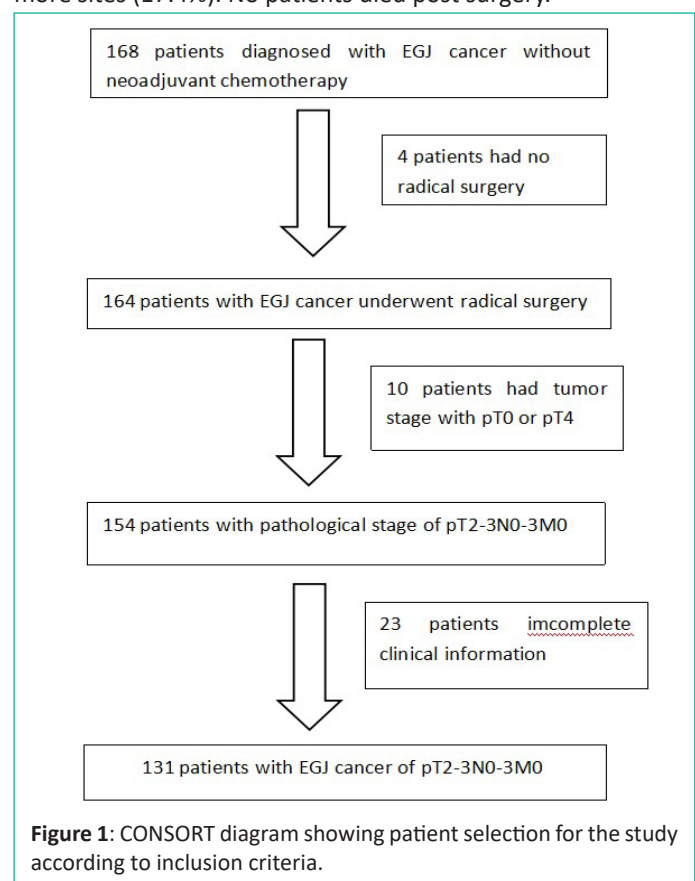 more sites (17.4%). No patients died post surgery.
168 patients diagnosed with EGJ cancer without
neoadjuvant chemotherapy
4 patients had no
radical surgery
164 patients with EGJ cancer underwent radical surgery
10 patients had tumor
stage with pT0 or pT4
154 patients with pathological stage of pT2-3N0-3M0
23 patients imcomplete
clinical information
131 patients with EGJ cancer of pT2-3N0-3M0
Figure 1: CONSORT diagram showing patient selection for the study
according to inclusion criteria.